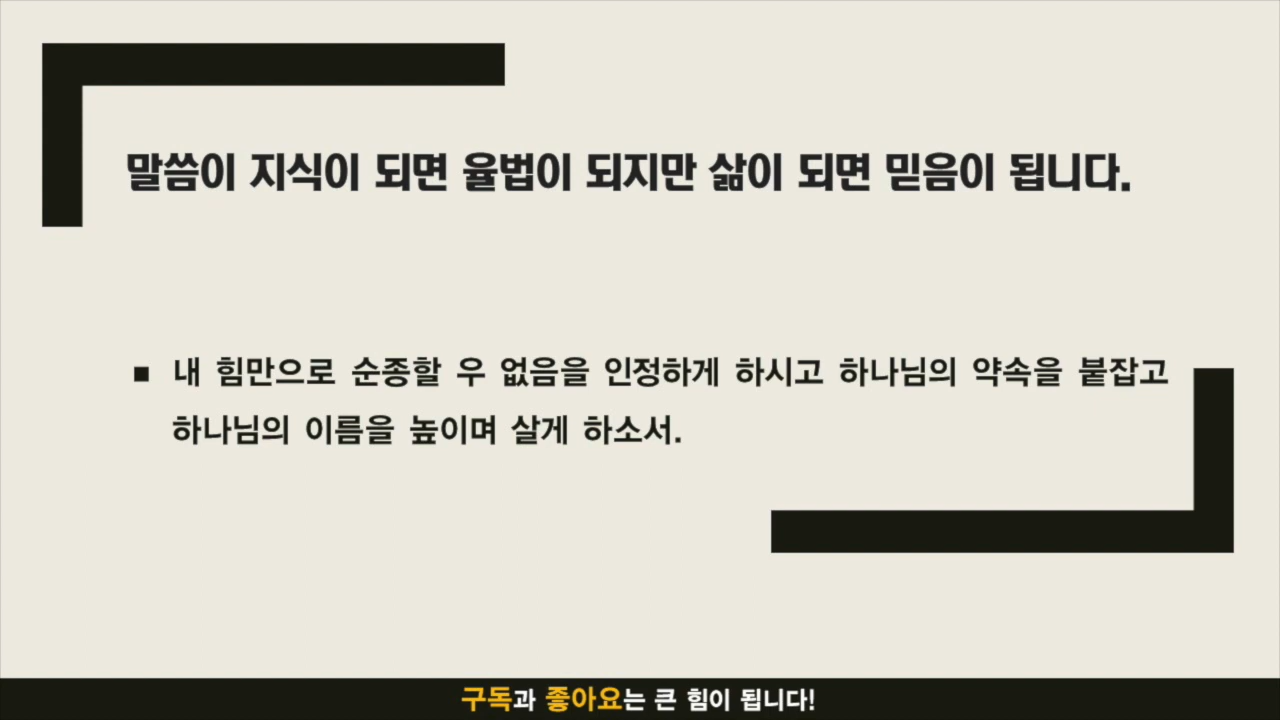 말씀이 지식이 되면 율법이 되지만 삶이 되면 믿음이 됩니다.
▪ 내 힘만으로 순종할 우 없음을 인정하게 하시고 하나님의 약속을 붙잡고
하나님의 이름을 높이며 살게 하소서.
구독과 좋아요는 큰 힘이 됩니다!